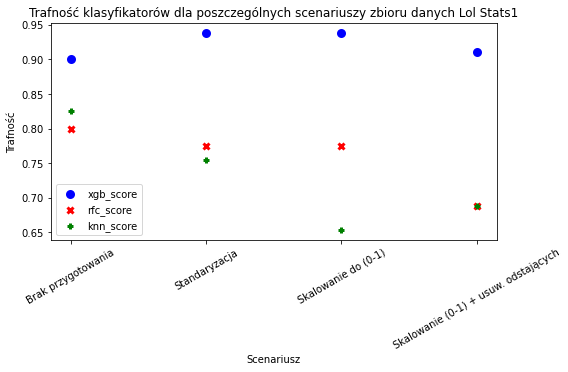 Trafność klasyfikatorów dla poszczególnych scenariuszy zbioru danych Lol Stats1
0.95
0.90
0.85
0.80
0.75
0.70
0.65
Trafność
xgb_score
rfc_score
knn_score
Brak przygotowania
Standaryzacja
Skalowanie do (0-1)
Skalowanie (0-1) + usuw. odstających
Scenariusz